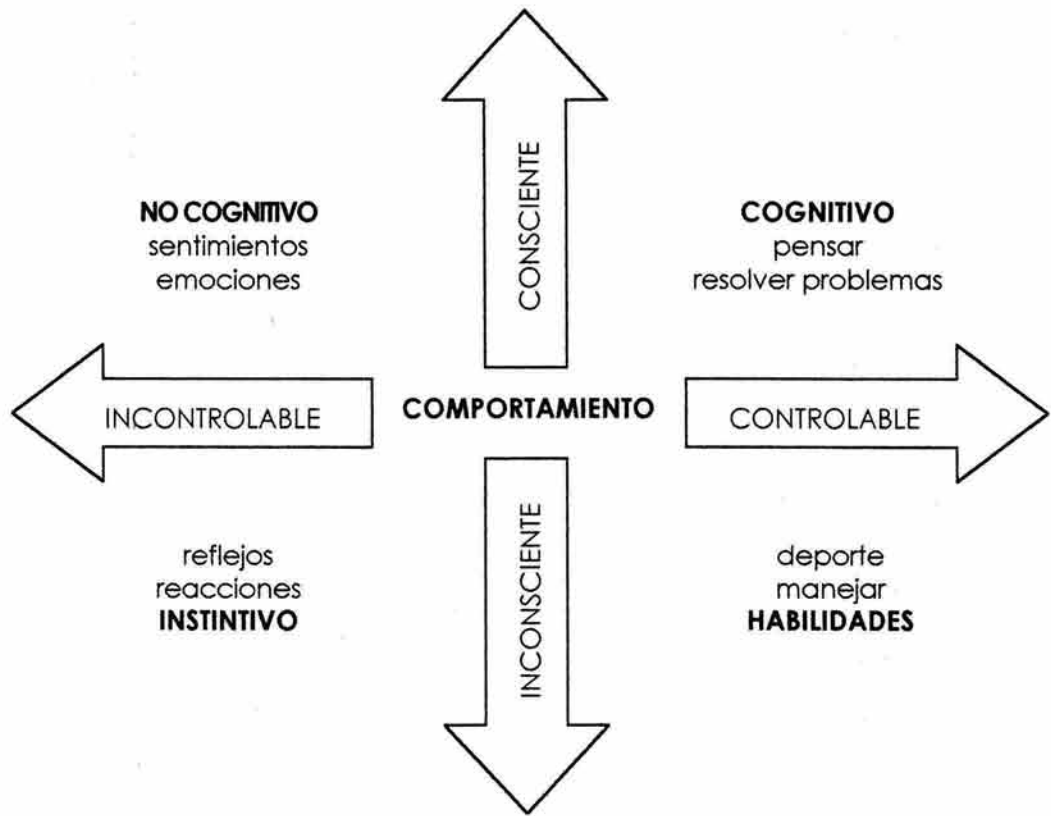 CONSCIENTE
NO COGNITIVO
sentimientos
emociones
COGNITIVO
pensar
resolver problemas
INCONTROLABLE
COMPORTAMIENTO
CONTROLABLE
INCONSCIENTE
reflejos
reacciones
INSTINTIVO
deporte
manejar
HABILIDADES